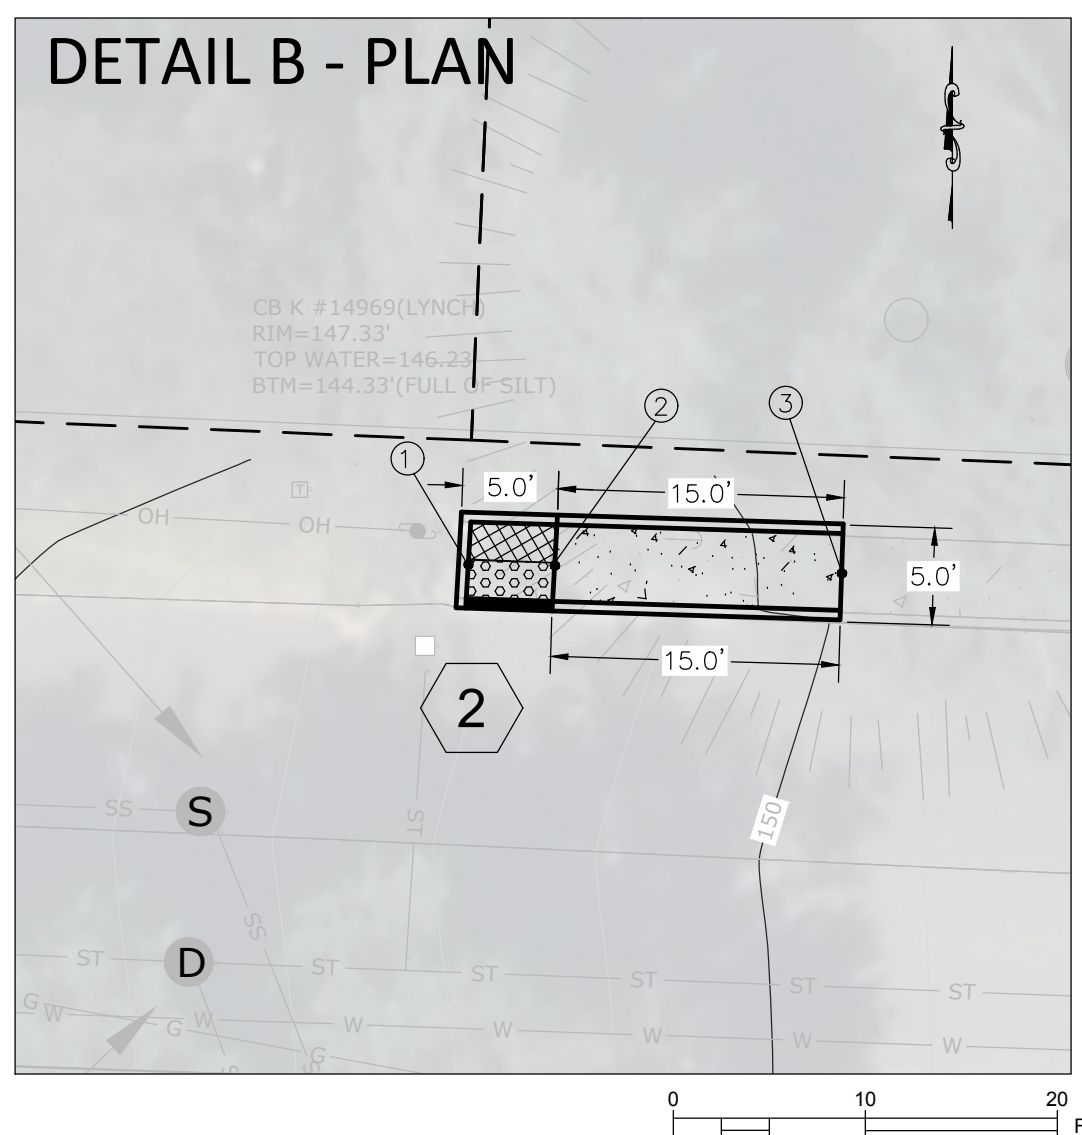 DETAIL B - PLAN
CB K #14969(LYNCH)
RIM=147.33'
TOP WATER=146.23
BTM=144.33'(FULL OF SILT)
1
2
3
5.0'
15.0'
T
OH
OH
5.0'
15.0'
2
150
ST
SS
S
SS
D
ST
ST
ST
ST
ST
ST
G
W
G
W
G
W
W
W
W
W
S
S
0
10
20
F